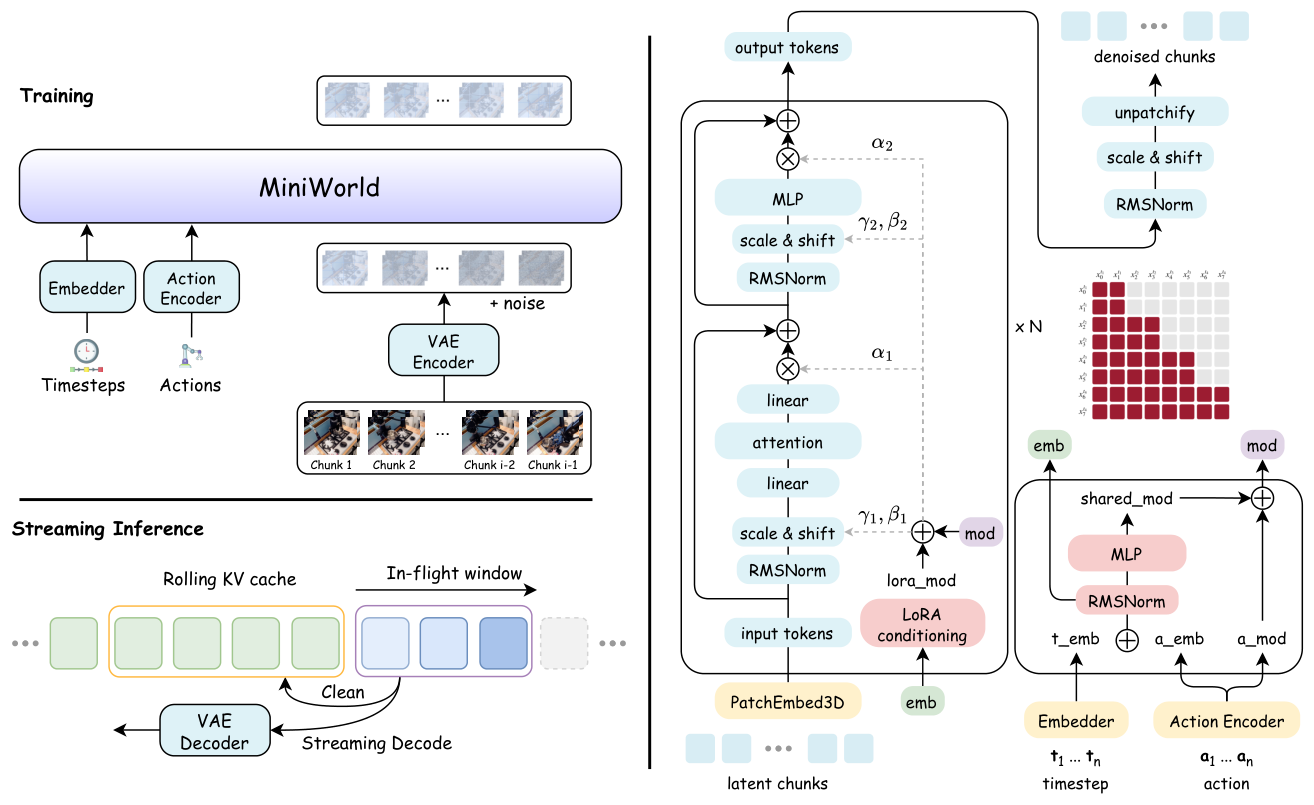 Training
...
MiniWorld
Embedder
Action
Encoder
Timesteps
Actions
...
+ noise
VAE
Encoder
...
Chunk 1
Chunk 2
Chunk i-2
Chunk i-1
Streaming Inference
Rolling KV cache
In-flight window
Clean
VAE
Decoder
Streaming Decode
output tokens
α₂
MLP
γ₂, β₂
scale & shift
RMSNorm
x N
α₁
linear
attention
linear
γ₁, β₁
scale & shift
mod
RMSNorm
lora_mod
LoRA
conditioning
input tokens
PatchEmbed3D
emb
latent chunks
denoised chunks
unpatchify
scale & shift
RMSNorm
emb
mod
shared_mod
MLP
RMSNorm
t_emb
a_emb
a_mod
Embedder
Action Encoder
t₁ ... tₙ
a₁ ... aₙ
timestep
action